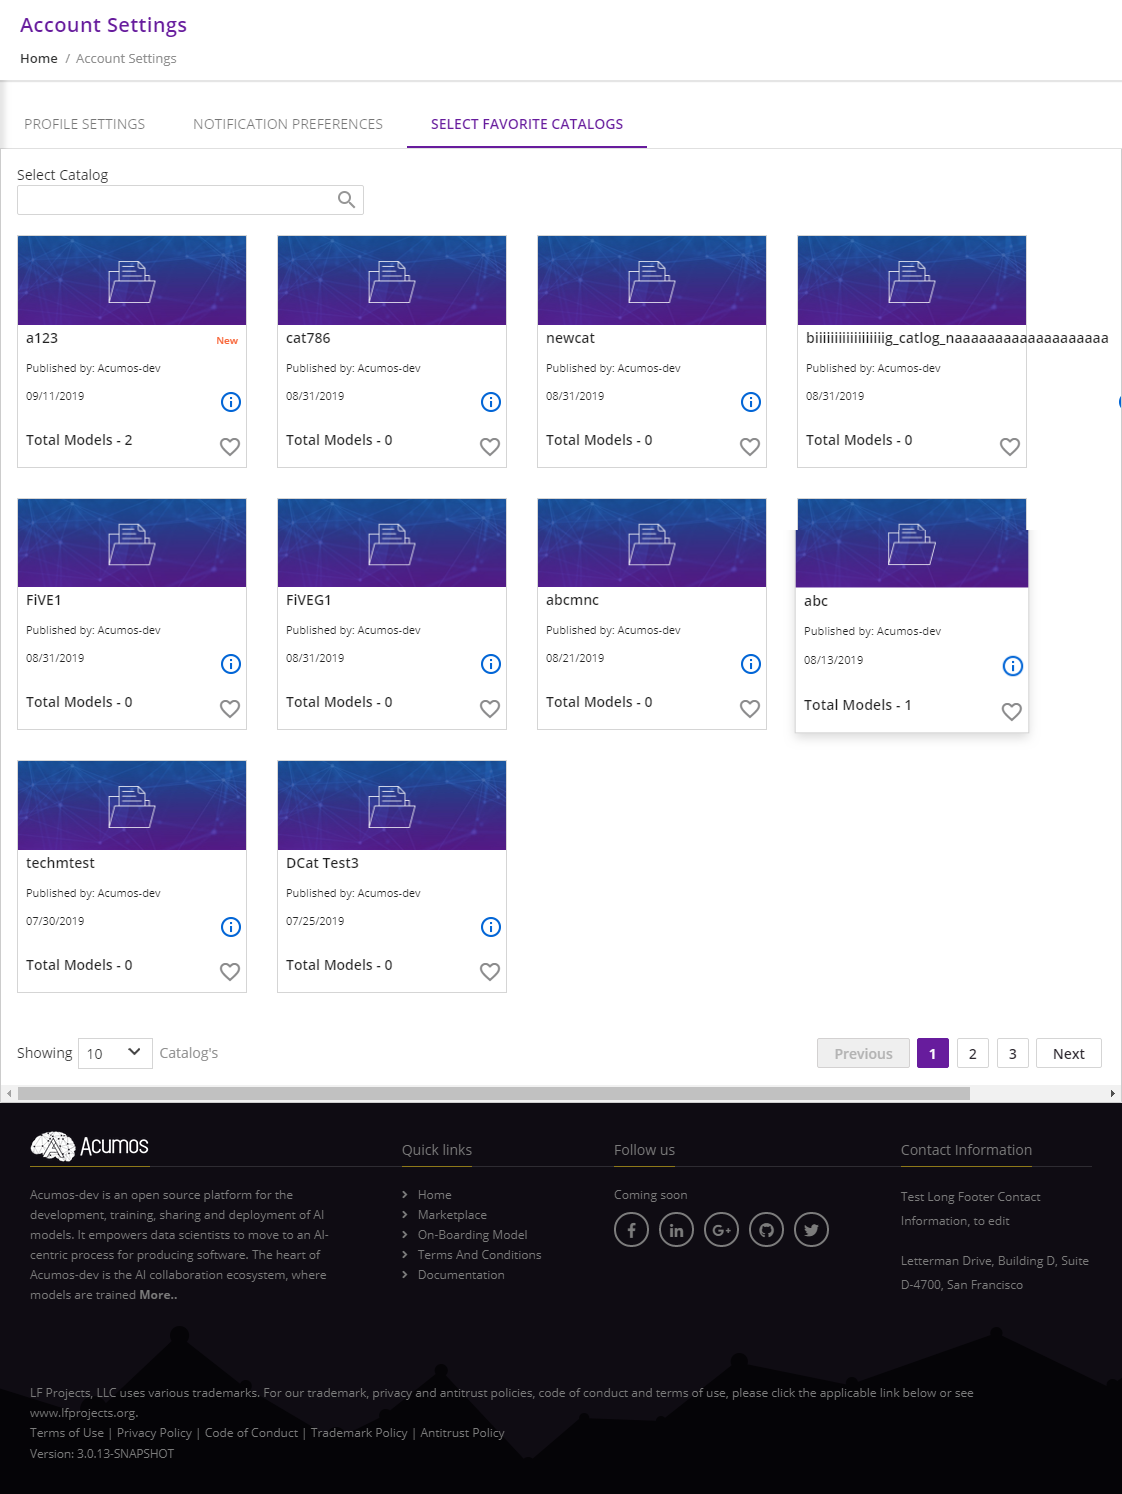 Account Settings
Home / Account Settings
PROFILE SETTINGS NOTIFICATION PREFERENCES SELECT FAVORITE CATALOGS
Select Catalog
a123 New
Published by: Acumos-dev
09/11/2019
Total Models - 2
cat786
Published by: Acumos-dev
08/31/2019
Total Models - 0
newcat
Published by: Acumos-dev
08/31/2019
Total Models - 0
biiiiiiiiiiiiiiiiig_catlog_naaaaaaaaaaaaaaaaaaa
Published by: Acumos-dev
08/31/2019
Total Models - 0
FiVE1
Published by: Acumos-dev
08/31/2019
Total Models - 0
FiVEG1
Published by: Acumos-dev
08/31/2019
Total Models - 0
abcmnc
Published by: Acumos-dev
08/21/2019
Total Models - 0
abc
Published by: Acumos-dev
08/13/2019
Total Models - 1
techmtest
Published by: Acumos-dev
07/30/2019
Total Models - 0
DCat Test3
Published by: Acumos-dev
07/25/2019
Total Models - 0
Showing 10 Catalog's
Previous 1 2 3 Next
Acumos
Acumos-dev is an open source platform for the
development, training, sharing and deployment of AI
models. It empowers data scientists to move to an AI-
centric process for producing software. The heart of
Acumos-dev is the AI collaboration ecosystem, where
models are trained More..
Quick links
Home
Marketplace
On-Boarding Model
Terms And Conditions
Documentation
Follow us
Coming soon
Contact Information
Test Long Footer Contact
Information, to edit
Letterman Drive, Building D, Suite
D-4700, San Francisco
LF Projects, LLC uses various trademarks. For our trademark, privacy and antitrust policies, code of conduct and terms of use, please click the applicable link below or see
www.lfprojects.org.
Terms of Use | Privacy Policy | Code of Conduct | Trademark Policy | Antitrust Policy
Version: 3.0.13-SNAPSHOT